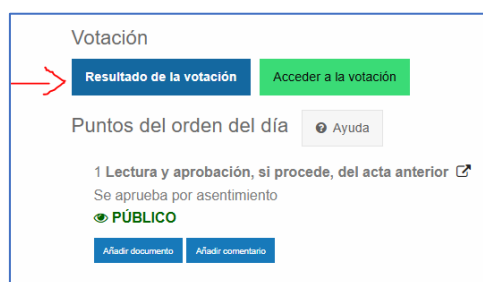 Votación
Resultado de la votación Acceder a la votación
Puntos del orden del día Ayuda
1 Lectura y aprobación, si procede, del acta anterior
Se aprueba por asentimiento
PÚBLICO
Añadir documento Añadir comentario